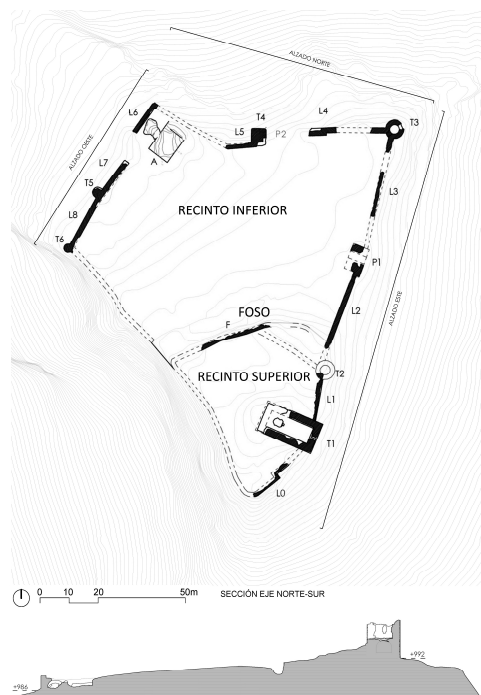 ALZADO NORTE
L6
T4
L4
T3
L5
P2
A
ALZADO OESTE
L7
T5
L3
L8
RECINTO INFERIOR
T6
P1
ALZADO ESTE
L2
FOSO
F
RECINTO SUPERIOR
T2
L1
T1
L0
0 10 20 50m
SECCIÓN EJE NORTE-SUR
+992
+986